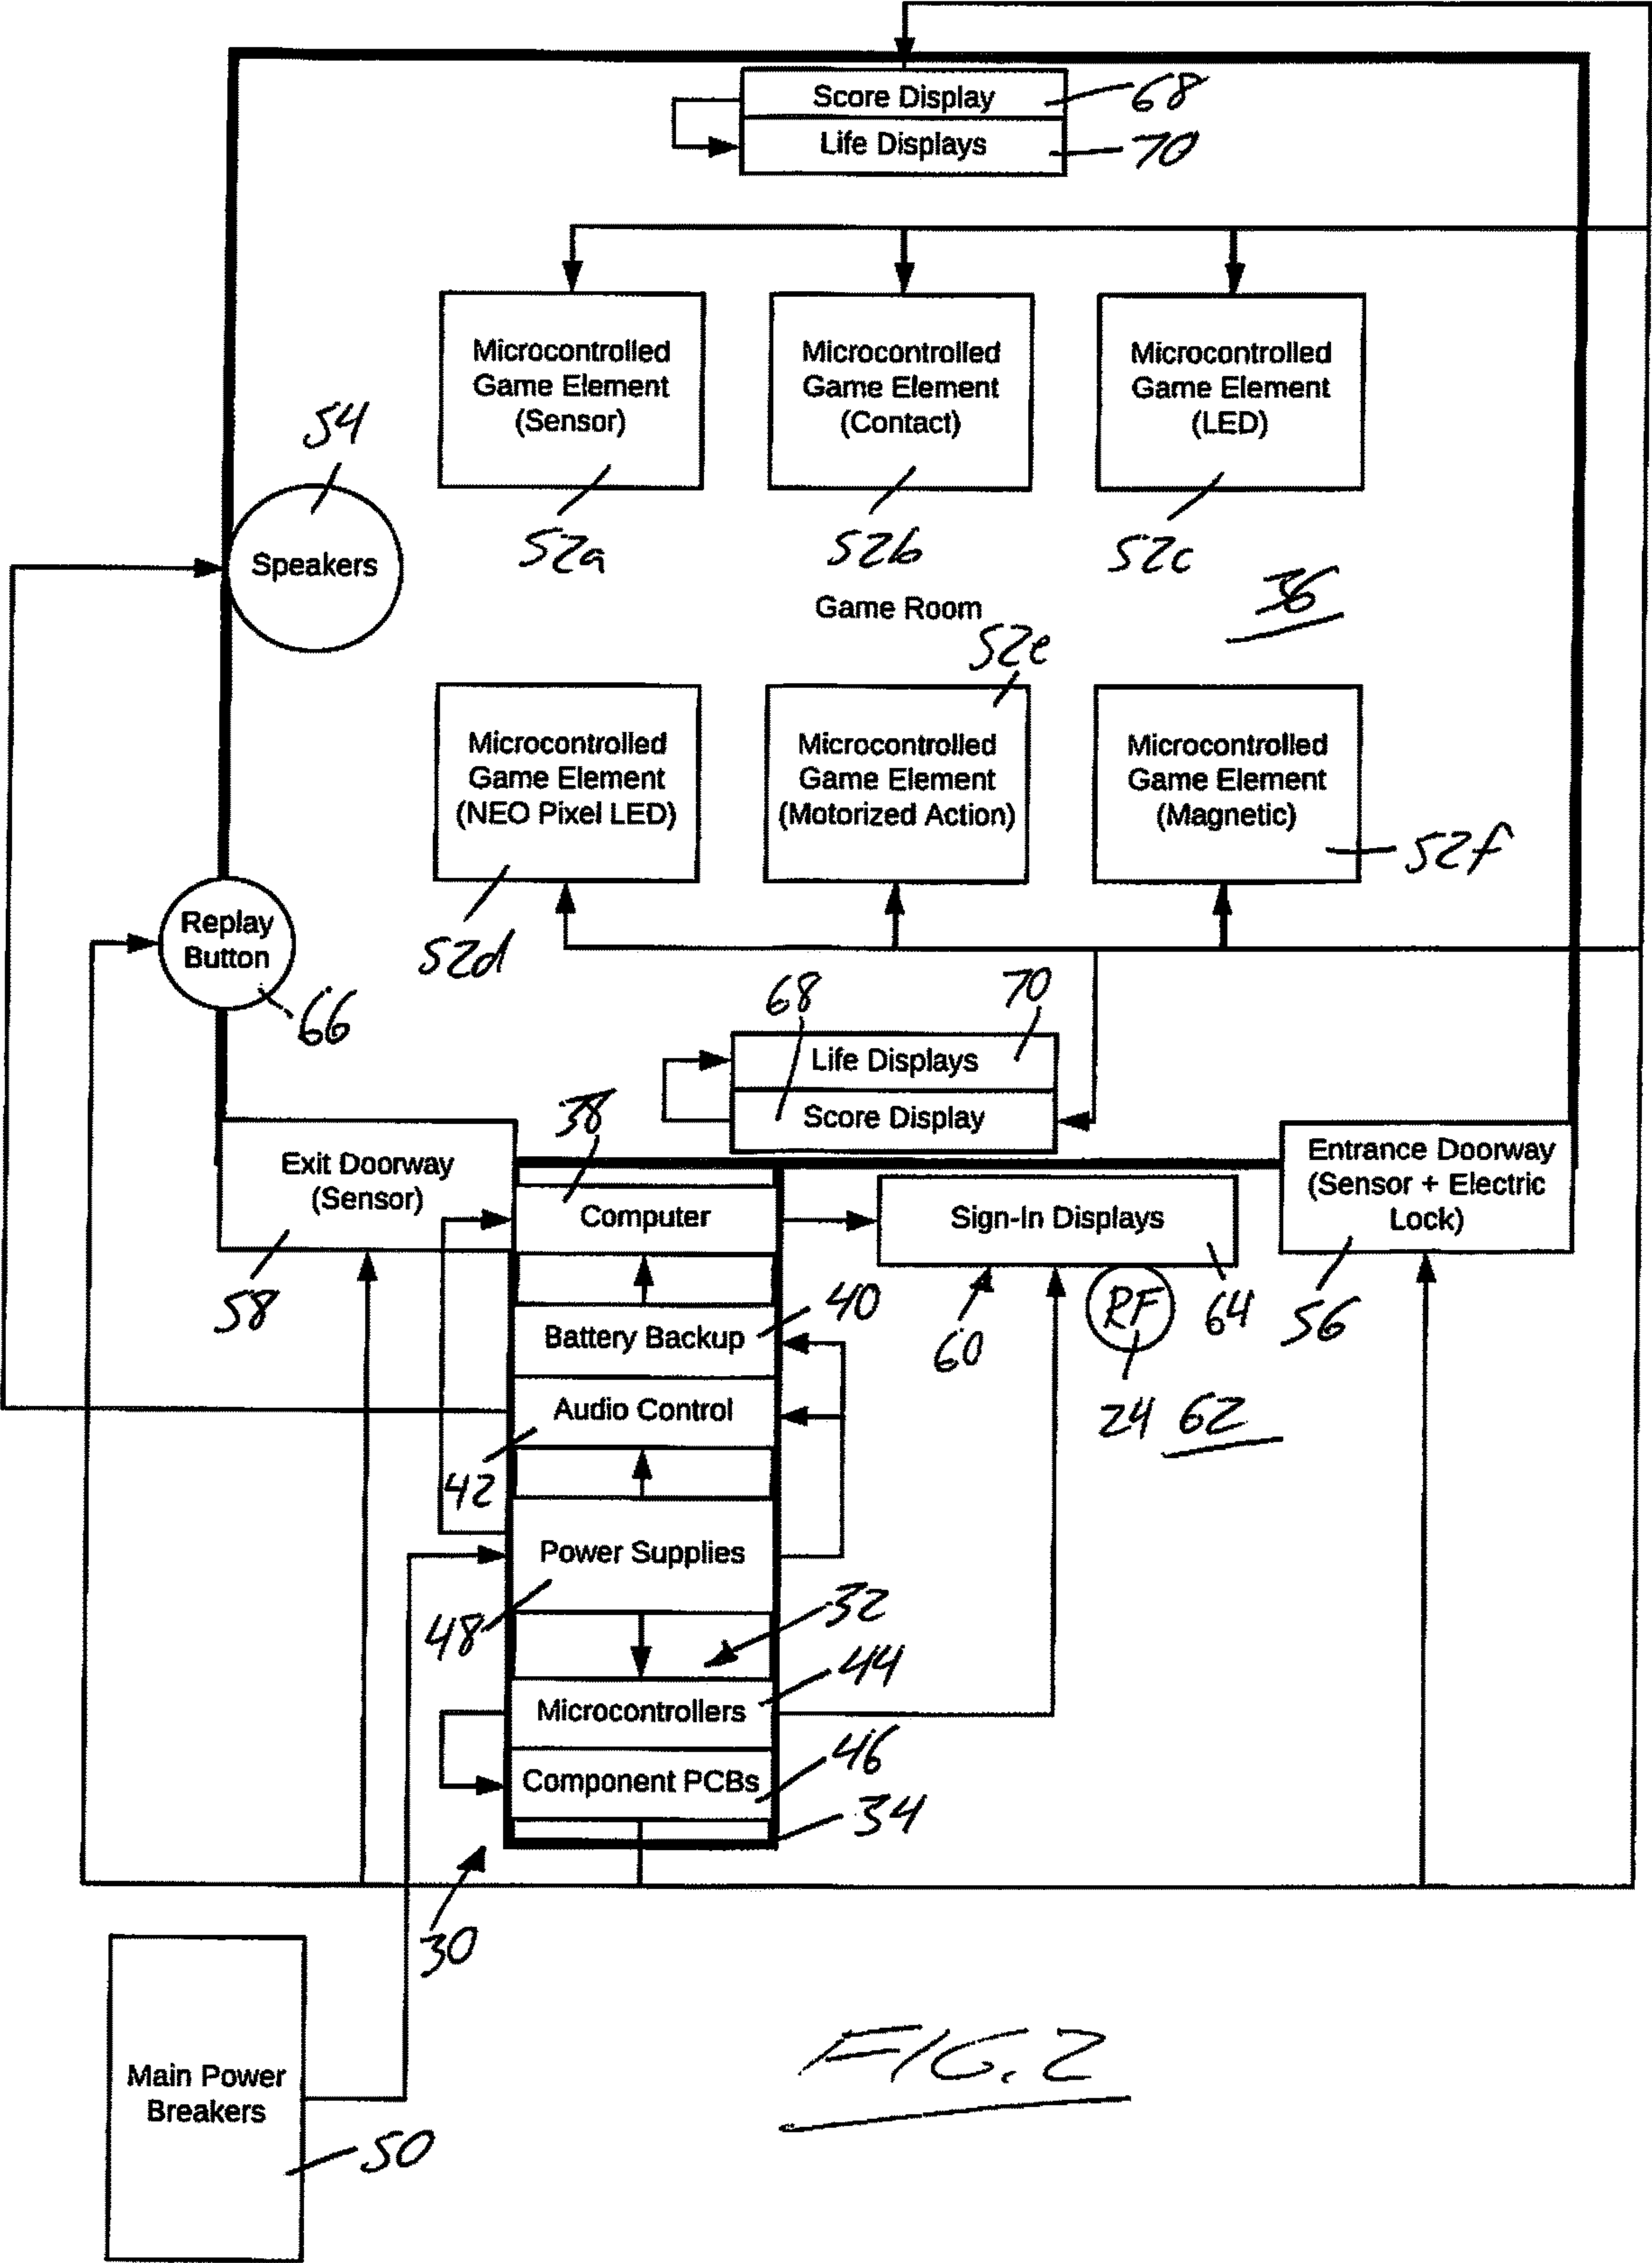 Score Display
68
Life Displays
70
Microcontrolled
Game Element
(Sensor)
52a
Microcontrolled
Game Element
(Contact)
52b
Microcontrolled
Game Element
(LED)
52c
54
Speakers
Game Room
36
52e
Microcontrolled
Game Element
(NEO Pixel LED)
52d
Microcontrolled
Game Element
(Motorized Action)
Microcontrolled
Game Element
(Magnetic)
52f
Replay
Button
66
68
70
Life Displays
Score Display
38
Exit Doorway
(Sensor)
58
Computer
Sign-In Displays
Entrance Doorway
(Sensor + Electric
Lock)
56
40
Battery Backup
60
RF
64
24
62
Audio Control
42
Power Supplies
48
32
44
Microcontrollers
46
Component PCBs
34
30
Main Power
Breakers
50
FIG. 2